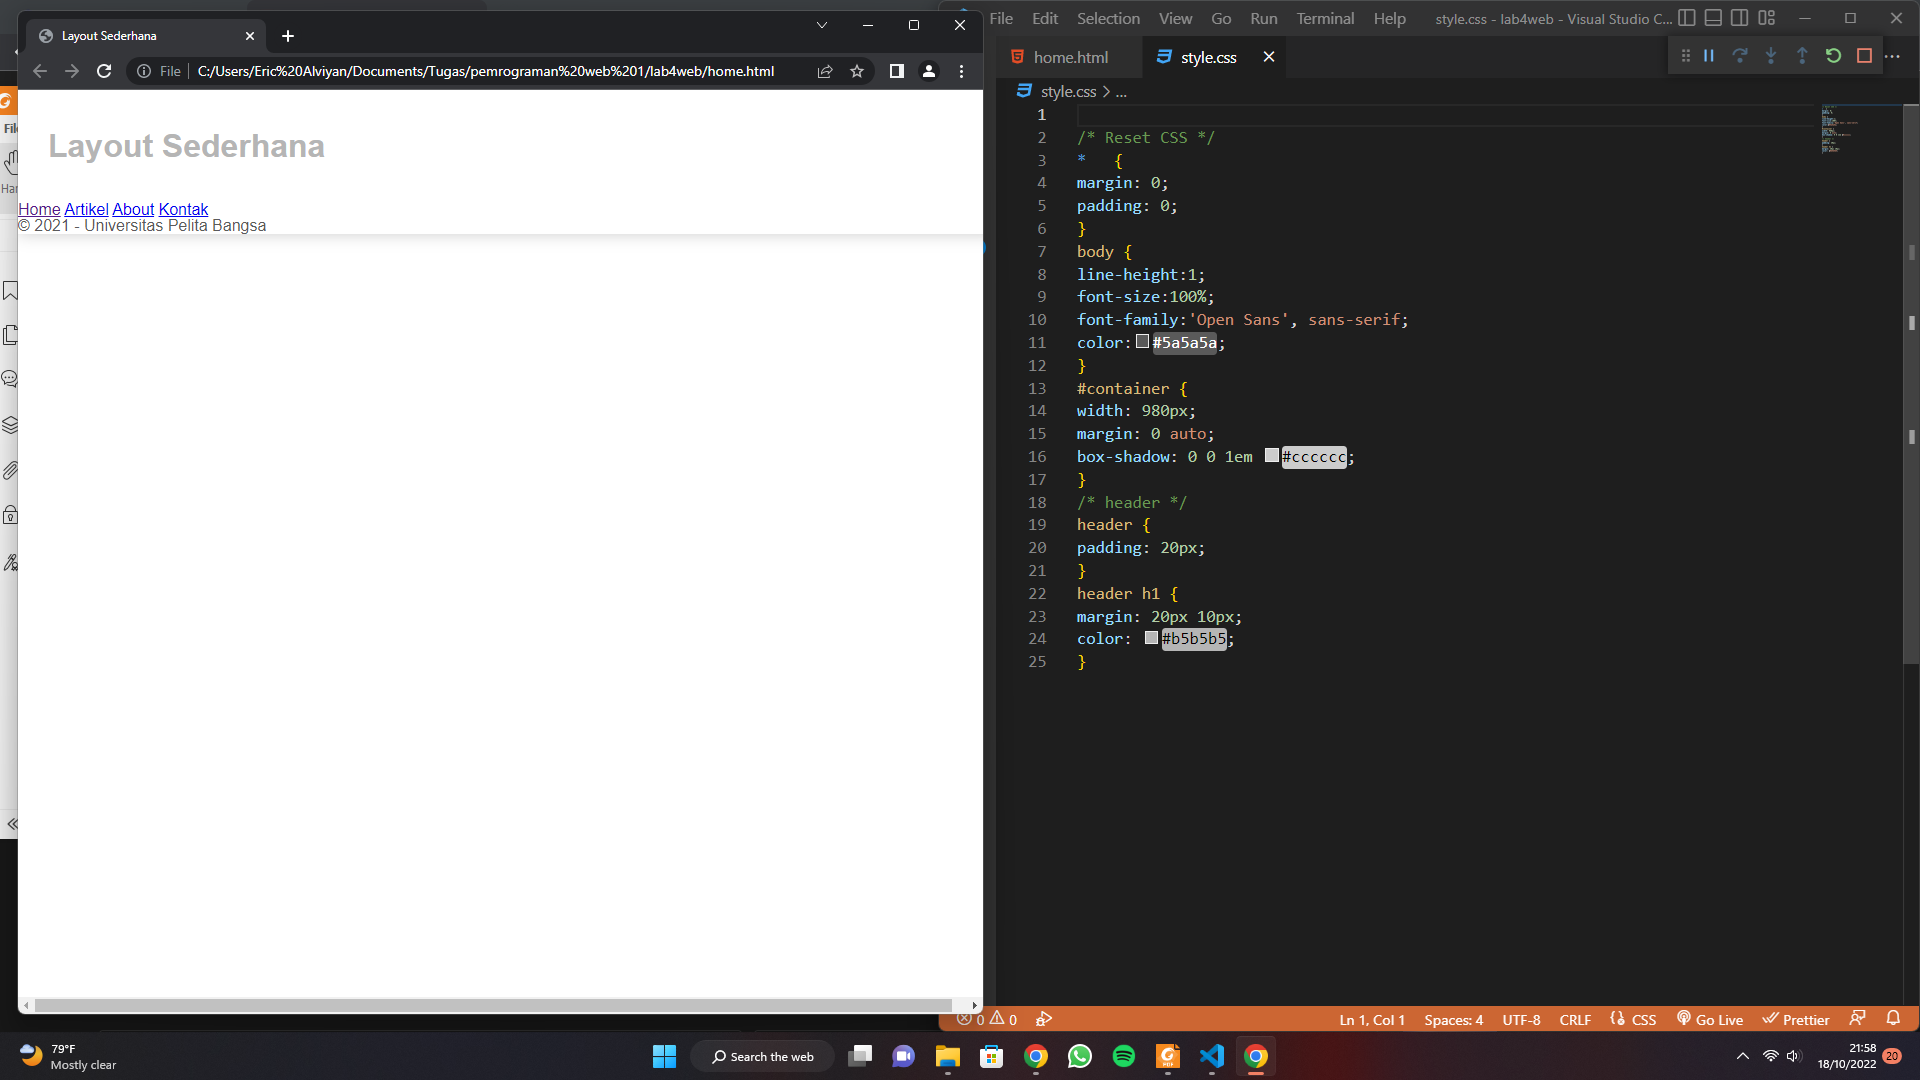 Layout Sederhana
File
C:/Users/Eric%20Alviyan/Documents/Tugas/pemrograman%20web%201/lab4web/home.html
Layout Sederhana
Home Artikel About Kontak
© 2021 - Universitas Pelita Bangsa
File Edit Selection View Go Run Terminal Help
style.css - lab4web - Visual Studio C...
home.html
style.css
style.css > ...
1
2 /* Reset CSS */
3 * {
4 margin: 0;
5 padding: 0;
6 }
7 body {
8 line-height:1;
9 font-size:100%;
10 font-family:'Open Sans', sans-serif;
11 color:#5a5a5a;
12 }
13 #container {
14 width: 980px;
15 margin: 0 auto;
16 box-shadow: 0 0 1em #cccccc;
17 }
18 /* header */
19 header {
20 padding: 20px;
21 }
22 header h1 {
23 margin: 20px 10px;
24 color: #b5b5b5;
25 }
0 0
Ln 1, Col 1 Spaces: 4 UTF-8 CRLF CSS Go Live Prettier
79°F
Mostly clear
Search the web
21:58
18/10/2022
20